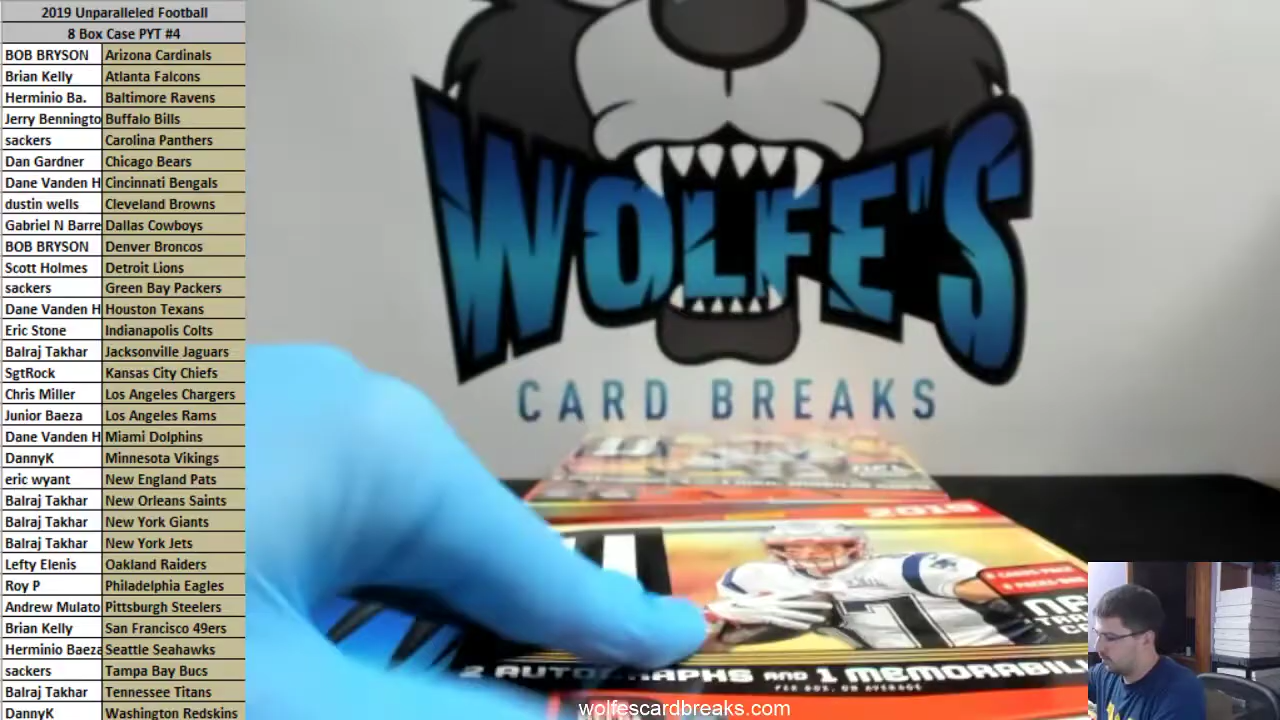 2019 Unparalleled Football
8 Box Case PYT #4
BOB BRYSON Arizona Cardinals
Brian Kelly Atlanta Falcons
Herminio Ba. Baltimore Ravens
Jerry Benningto Buffalo Bills
sackers Carolina Panthers
Dan Gardner Chicago Bears
Dane Vanden H Cincinnati Bengals
dustin wells Cleveland Browns
Gabriel N Barre Dallas Cowboys
BOB BRYSON Denver Broncos
Scott Holmes Detroit Lions
sackers Green Bay Packers
Dane Vanden H Houston Texans
Eric Stone Indianapolis Colts
Balraj Takhar Jacksonville Jaguars
SgtRock Kansas City Chiefs
Chris Miller Los Angeles Chargers
Junior Baeza Los Angeles Rams
Dane Vanden H Miami Dolphins
DannyK Minnesota Vikings
eric wyant New England Pats
Balraj Takhar New Orleans Saints
Balraj Takhar New York Giants
Balraj Takhar New York Jets
Lefty Elenis Oakland Raiders
Roy P Philadelphia Eagles
Andrew Mulato Pittsburgh Steelers
Brian Kelly San Francisco 49ers
Herminio Baeza Seattle Seahawks
sackers Tampa Bay Bucs
Balraj Takhar Tennessee Titans
DannyK Washington Redskins
WOLFE'S
CARD BREAKS
2019
2 AUTOGRAPHS AND 1 MEMORABILI
PER BOX, ON AVERAGE
wolfescardbreaks.com